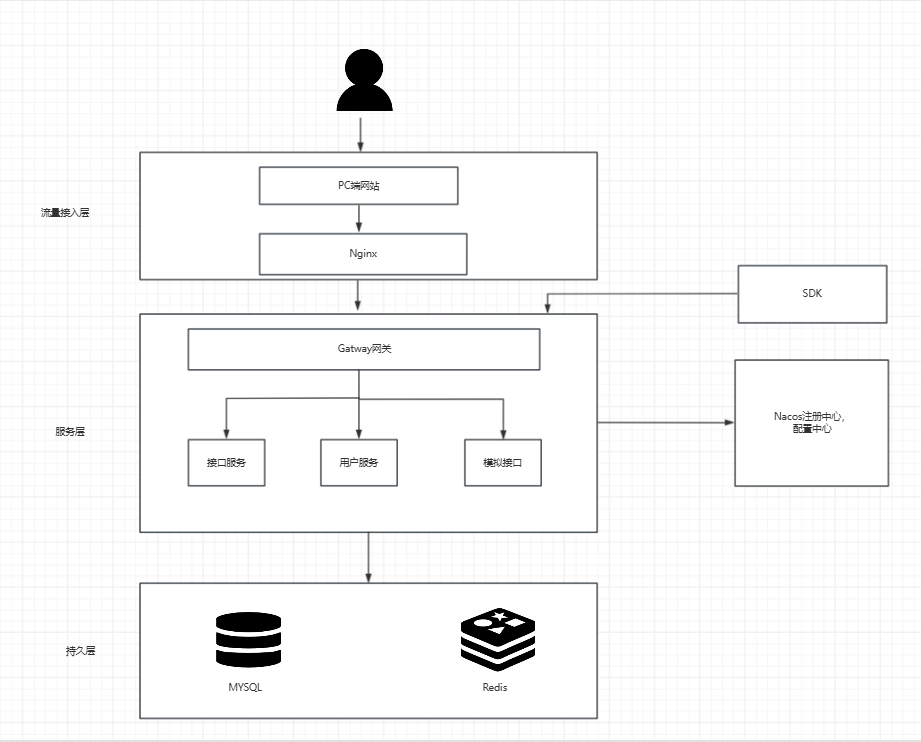 PC端网站
流量接入层
Nginx
SDK
Gatway网关
Nacos注册中心,
配置中心
服务层
接口服务
用户服务
模拟接口
持久层
MYSQL
Redis